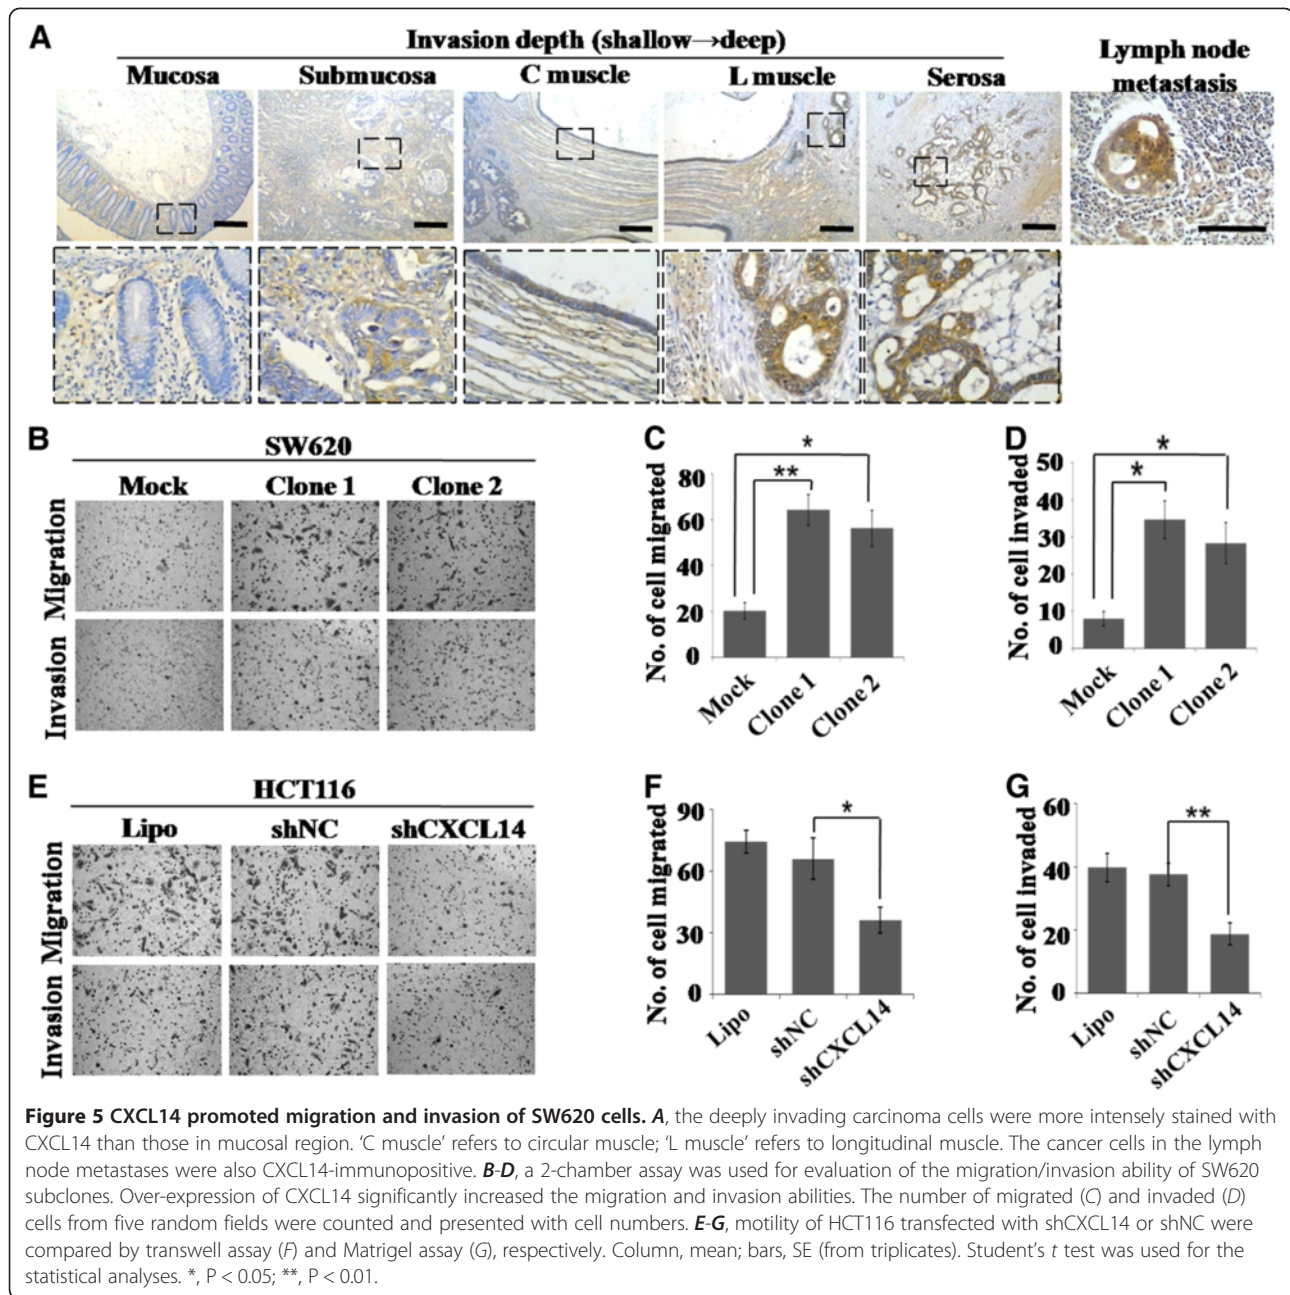 A
Invasion depth (shallow→deep)
Lymph node
metastasis
Mucosa
Submucosa
C muscle
L muscle
Serosa
B
SW620
Mock
Clone 1
Clone 2
Migration
Invasion
C
No. of cell migrated
80
60
40
20
0
*
**
Mock
Clone 1
Clone 2
D
No. of cell invaded
50
40
30
20
10
0
*
*
Mock
Clone 1
Clone 2
E
HCT116
Lipo
shNC
shCXCL14
Migration
Invasion
F
No. of cell migrated
90
60
30
0
*
Lipo
shNC
shCXCL14
G
No. of cell invaded
60
40
20
0
**
Lipo
shNC
shCXCL14
Figure 5 CXCL14 promoted migration and invasion of SW620 cells. A, the deeply invading carcinoma cells were more intensely stained with
CXCL14 than those in mucosal region. ‘C muscle’ refers to circular muscle; ‘L muscle’ refers to longitudinal muscle. The cancer cells in the lymph
node metastases were also CXCL14-immunopositive. B-D, a 2-chamber assay was used for evaluation of the migration/invasion ability of SW620
subclones. Over-expression of CXCL14 significantly increased the migration and invasion abilities. The number of migrated (C) and invaded (D)
cells from five random fields were counted and presented with cell numbers. E-G, motility of HCT116 transfected with shCXCL14 or shNC were
compared by transwell assay (F) and Matrigel assay (G), respectively. Column, mean; bars, SE (from triplicates). Student’s t test was used for the
statistical analyses. *, P < 0.05; **, P < 0.01.